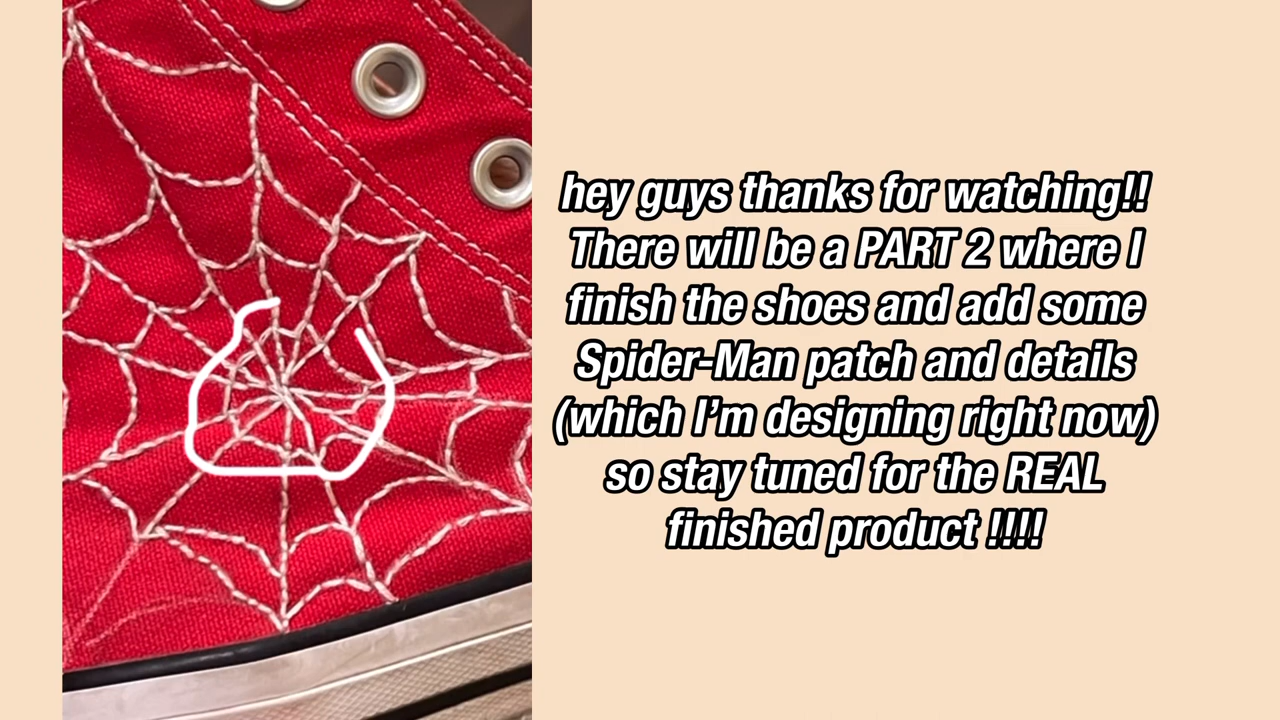 hey guys thanks for watching!!
There will be a PART 2 where I
finish the shoes and add some
Spider-Man patch and details
(which I'm designing right now)
so stay tuned for the REAL
finished product !!!!